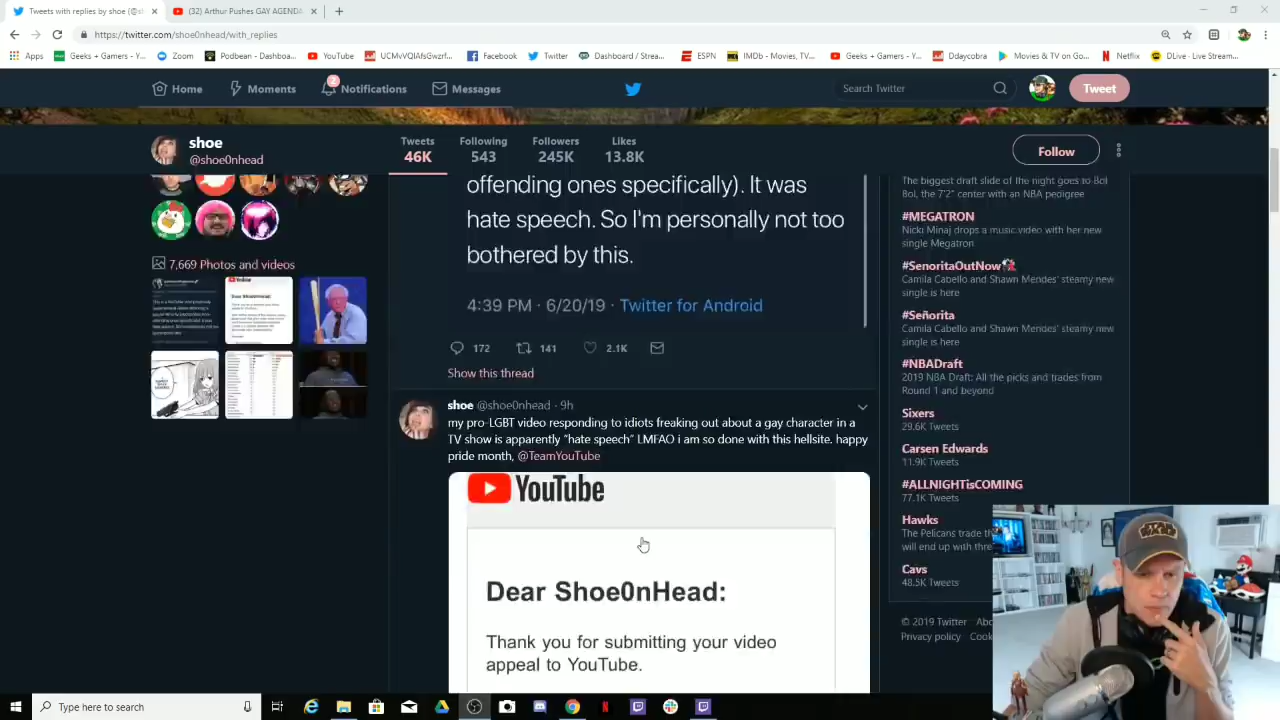 Tweets with replies by shoe (@sh
(32) Arthur Pushes GAY AGENDA
https://twitter.com/shoe0nhead/with_replies
Apps
Geeks + Gamers - Y...
Zoom
Podbean - Dashboa...
YouTube
Facebook
Twitter
Dashboard / Strea...
ESPN
IMDb - Movies, TV...
Geeks + Gamers - Y...
Ddaycobra
Movies & TV on Go...
Netflix
DLive · Live Stream...
Home
Moments
2
Notifications
Messages
Search Twitter
Tweet
shoe
@shoe0nhead
Tweets
46K
Following
543
Followers
245K
Likes
13.8K
Follow
7,669 Photos and videos
offending ones specifically). It was
hate speech. So I'm personally not too
bothered by this.
4:39 PM · 6/20/19 · Twitter for Android
172
141
2.1K
Show this thread
shoe @shoe0nhead · 9h
my pro-LGBT video responding to idiots freaking out about a gay character in a
TV show is apparently “hate speech” LMFAO i am so done with this hellsite. happy
pride month, @TeamYouTube
YouTube
Dear Shoe0nHead:
Thank you for submitting your video
appeal to YouTube.
The biggest draft slide of the night goes to Bol
Bol, the 7'2" center with an NBA pedigree
#MEGATRON
Nicki Minaj drops a music video with her new
single Megatron
#SenoritaOutNow
Camila Cabello and Shawn Mendes' steamy new
single is here
#Señorita
Camila Cabello and Shawn Mendes' steamy new
single is here
#NBADraft
2019 NBA Draft: All the picks and trades from
Round 1 and beyond
Sixers
29.6K Tweets
Carsen Edwards
11.9K Tweets
#ALLNIGHTisCOMING
77.1K Tweets
Hawks
The Pelicans trade th
will end up with three
Cavs
48.5K Tweets
© 2019 Twitter
Privacy policy
Type here to search